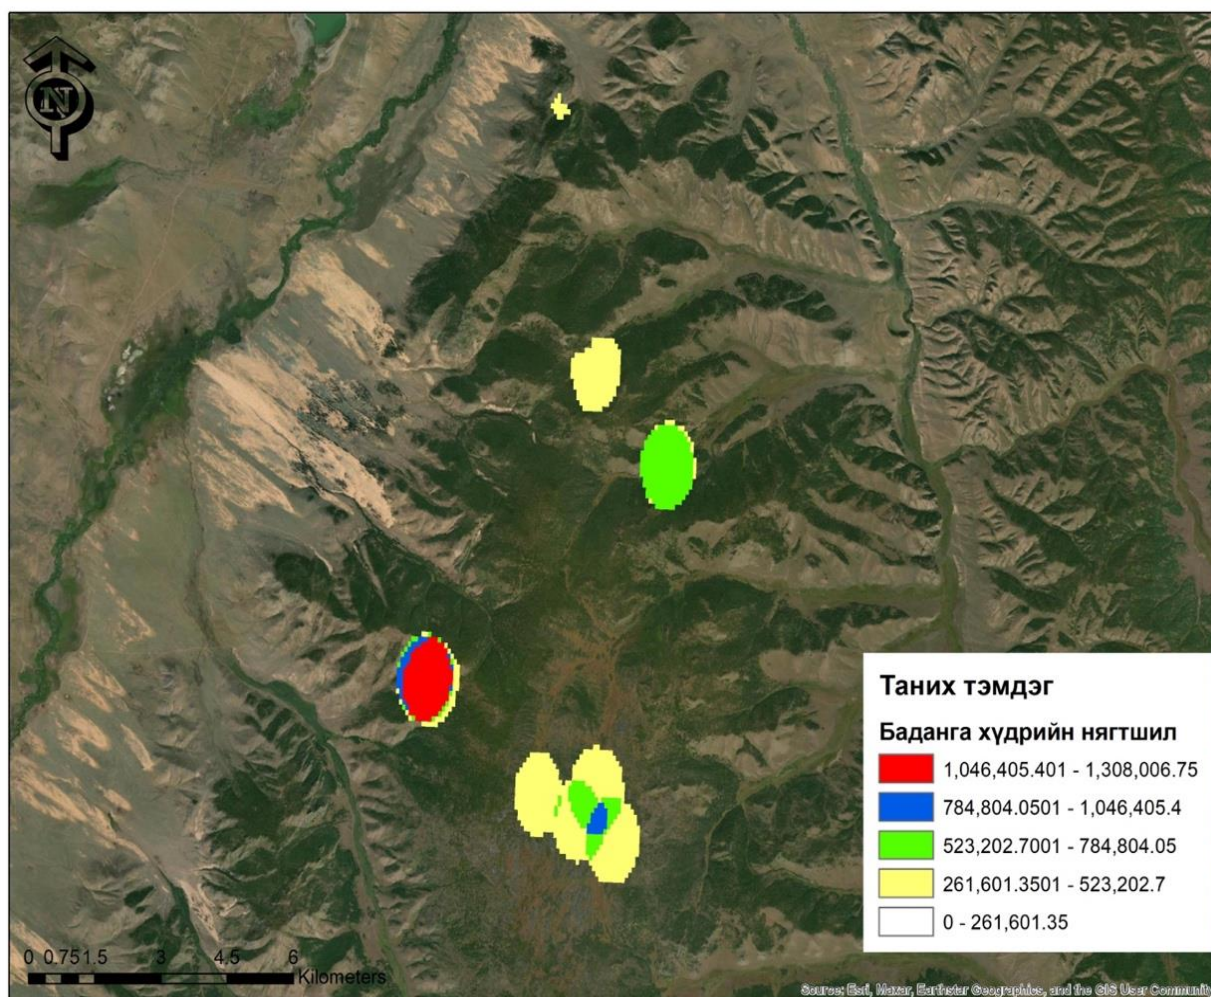 N
Таних тэмдэг
Баданга хүдрийн нягтшил
1,046,405.401 - 1,308,006.75
784,804.0501 - 1,046,405.4
523,202.7001 - 784,804.05
261,601.3501 - 523,202.7
0 - 261,601.35
0 0.75 1.5 3 4.5 6
Kilometers
Source: Esri, Maxar, Earthstar Geographics, and the GIS User Community